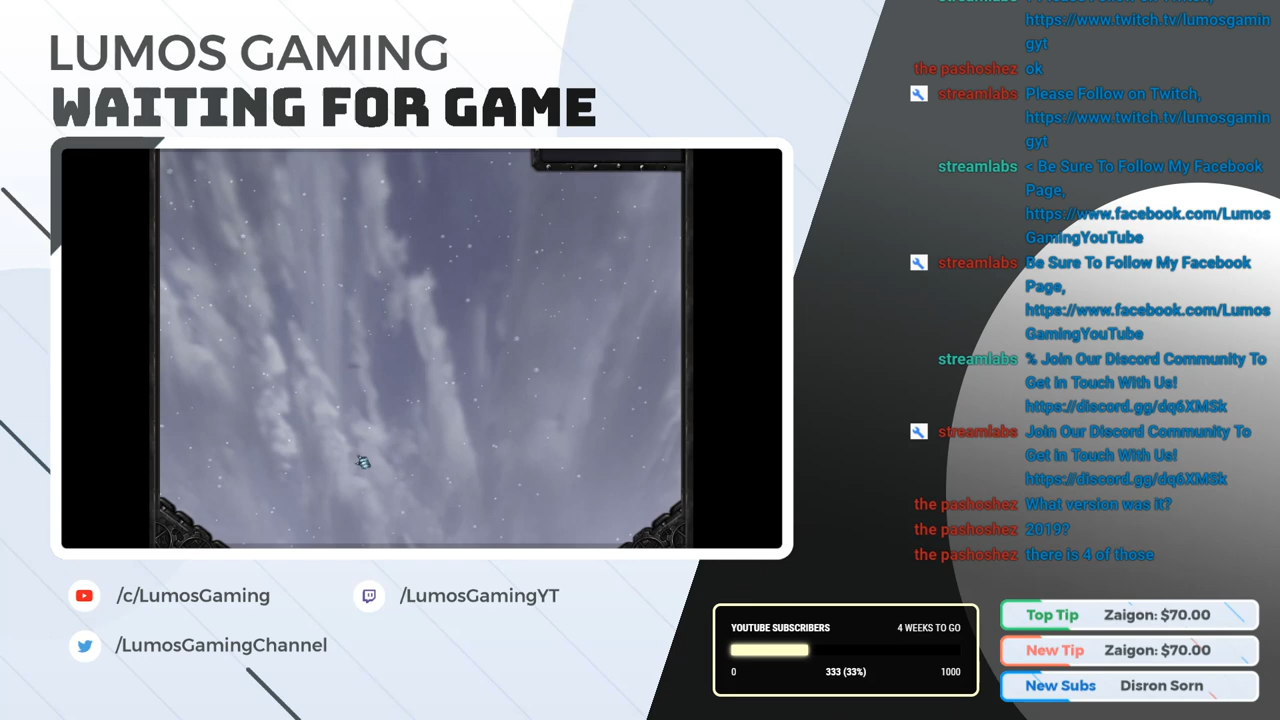 LUMOS GAMING
WAITING FOR GAME
https://www.twitch.tv/lumosgamin
gyt
the pashoshez ok
streamlabs Please Follow on Twitch,
https://www.twitch.tv/lumosgamin
gyt
streamlabs < Be Sure To Follow My Facebook
Page,
https://www.facebook.com/Lumos
GamingYouTube
streamlabs Be Sure To Follow My Facebook
Page,
https://www.facebook.com/Lumos
GamingYouTube
streamlabs % Join Our Discord Community To
Get in Touch With Us!
https://discord.gg/dq6XMSk
streamlabs Join Our Discord Community To
Get in Touch With Us!
https://discord.gg/dq6XMSk
the pashoshez What version was it?
the pashoshez 2019?
the pashoshez there is 4 of those
/c/LumosGaming
/LumosGamingYT
/LumosGamingChannel
YOUTUBE SUBSCRIBERS 4 WEEKS TO GO
0 333 (33%) 1000
Top Tip Zaigon: $70.00
New Tip Zaigon: $70.00
New Subs Disron Sorn